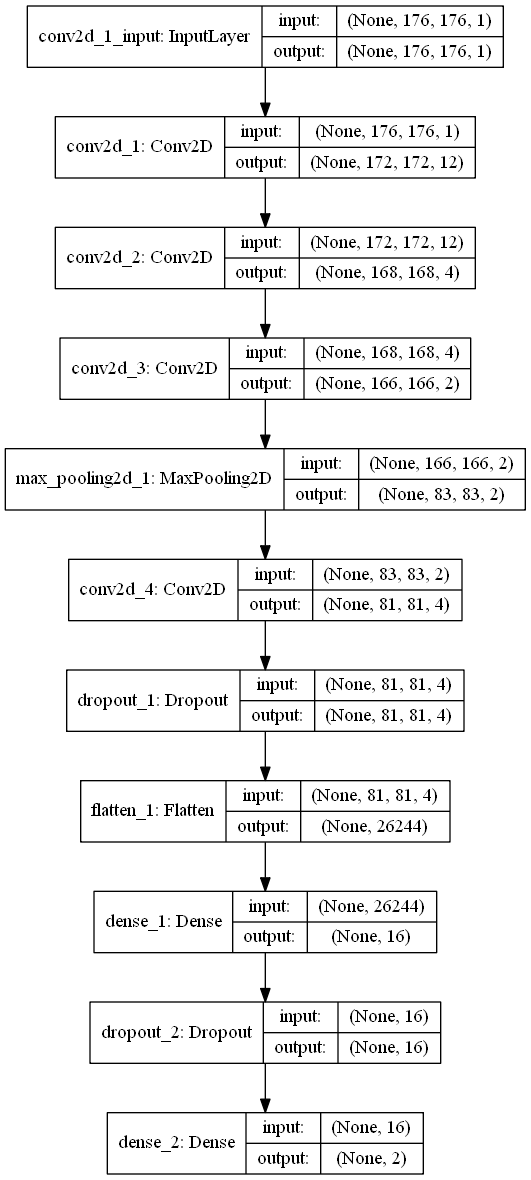 conv2d_1_input: InputLayer
input: (None, 176, 176, 1)
output: (None, 176, 176, 1)
conv2d_1: Conv2D
input: (None, 176, 176, 1)
output: (None, 172, 172, 12)
conv2d_2: Conv2D
input: (None, 172, 172, 12)
output: (None, 168, 168, 4)
conv2d_3: Conv2D
input: (None, 168, 168, 4)
output: (None, 166, 166, 2)
max_pooling2d_1: MaxPooling2D
input: (None, 166, 166, 2)
output: (None, 83, 83, 2)
conv2d_4: Conv2D
input: (None, 83, 83, 2)
output: (None, 81, 81, 4)
dropout_1: Dropout
input: (None, 81, 81, 4)
output: (None, 81, 81, 4)
flatten_1: Flatten
input: (None, 81, 81, 4)
output: (None, 26244)
dense_1: Dense
input: (None, 26244)
output: (None, 16)
dropout_2: Dropout
input: (None, 16)
output: (None, 16)
dense_2: Dense
input: (None, 16)
output: (None, 2)